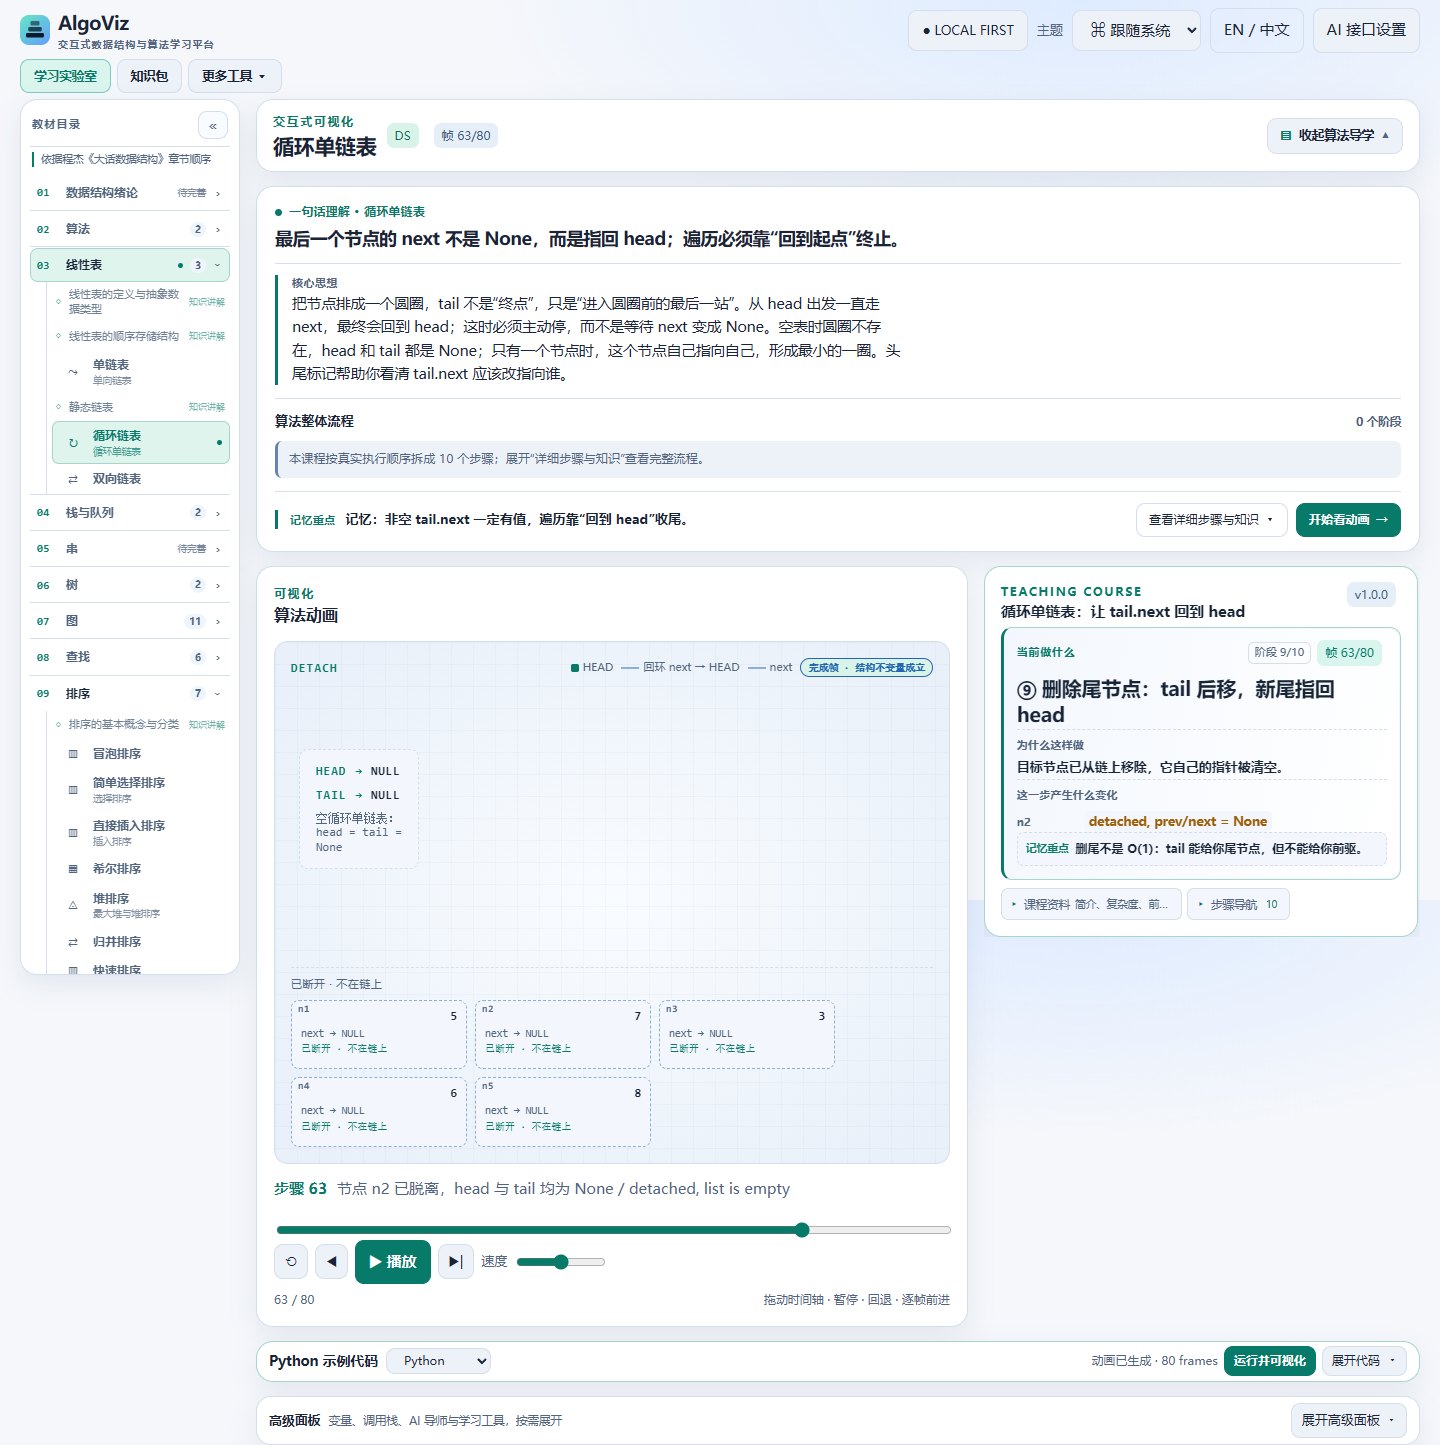 AlgoViz
交互式数据结构与算法学习平台
● LOCAL FIRST
主题
⌘ 跟随系统
EN / 中文
AI 接口设置
学习实验室
知识包
更多工具
教材目录
«
依据程杰《大话数据结构》章节顺序
01 数据结构绪论 待完善
02 算法 2
03 线性表 3
线性表的定义与抽象数据类型 知识讲解
线性表的顺序存储结构 知识讲解
单链表
单向链表
静态链表 知识讲解
循环链表
循环单链表
双向链表
04 栈与队列 2
05 串 待完善
06 树 2
07 图 11
08 查找 6
09 排序 7
排序的基本概念与分类 知识讲解
冒泡排序
简单选择排序
选择排序
直接插入排序
插入排序
希尔排序
堆排序
最大堆与堆排序
归并排序
快速排序
交互式可视化
循环单链表
DS
帧 63/80
收起算法导学
一句话理解 • 循环单链表
最后一个节点的 next 不是 None，而是指回 head；遍历必须靠“回到起点”终止。
核心思想
把节点排成一个圆圈，tail 不是“终点”，只是“进入圆圈前的最后一站”。从 head 出发一直走
next，最终会回到 head；这时必须主动停，而不是等待 next 变成 None。空表时圆圈不存
在，head 和 tail 都是 None；只有一个节点时，这个节点自己指向自己，形成最小的一圈。头
尾标记帮助你看清 tail.next 应该改指向谁。
算法整体流程
0 个阶段
本课程按真实执行顺序拆成 10 个步骤；展开“详细步骤与知识”查看完整流程。
记忆重点 记忆：非空 tail.next 一定有值，遍历靠“回到 head”收尾。
查看详细步骤与知识
开始看动画 →
可视化
算法动画
DETACH
HEAD
回环 next → HEAD
next
完成帧 · 结构不变量成立
HEAD → NULL
TAIL → NULL
空循环单链表：
head = tail =
None
已断开 · 不在链上
n1 5
next → NULL
已断开 · 不在链上
n2 7
next → NULL
已断开 · 不在链上
n3 3
next → NULL
已断开 · 不在链上
n4 6
next → NULL
已断开 · 不在链上
n5 8
next → NULL
已断开 · 不在链上
步骤 63 节点 n2 已脱离，head 与 tail 均为 None / detached, list is empty
▶ 播放
速度
63 / 80
拖动时间轴 · 暂停 · 回退 · 逐帧前进
TEACHING COURSE
循环单链表：让 tail.next 回到 head
v1.0.0
当前做什么
阶段 9/10
帧 63/80
⑨ 删除尾节点：tail 后移，新尾指回
head
为什么这样做
目标节点已从链上移除，它自己的指针被清空。
这一步产生什么变化
n2 detached, prev/next = None
记忆重点 删尾不是 O(1)：tail 能给你尾节点，但不能给你前驱。
课程资料 简介、复杂度、前...
步骤导航 10
Python 示例代码
Python
动画已生成 · 80 frames
运行并可视化
展开代码
高级面板 变量、调用栈、AI 导师与学习工具，按需展开
展开高级面板